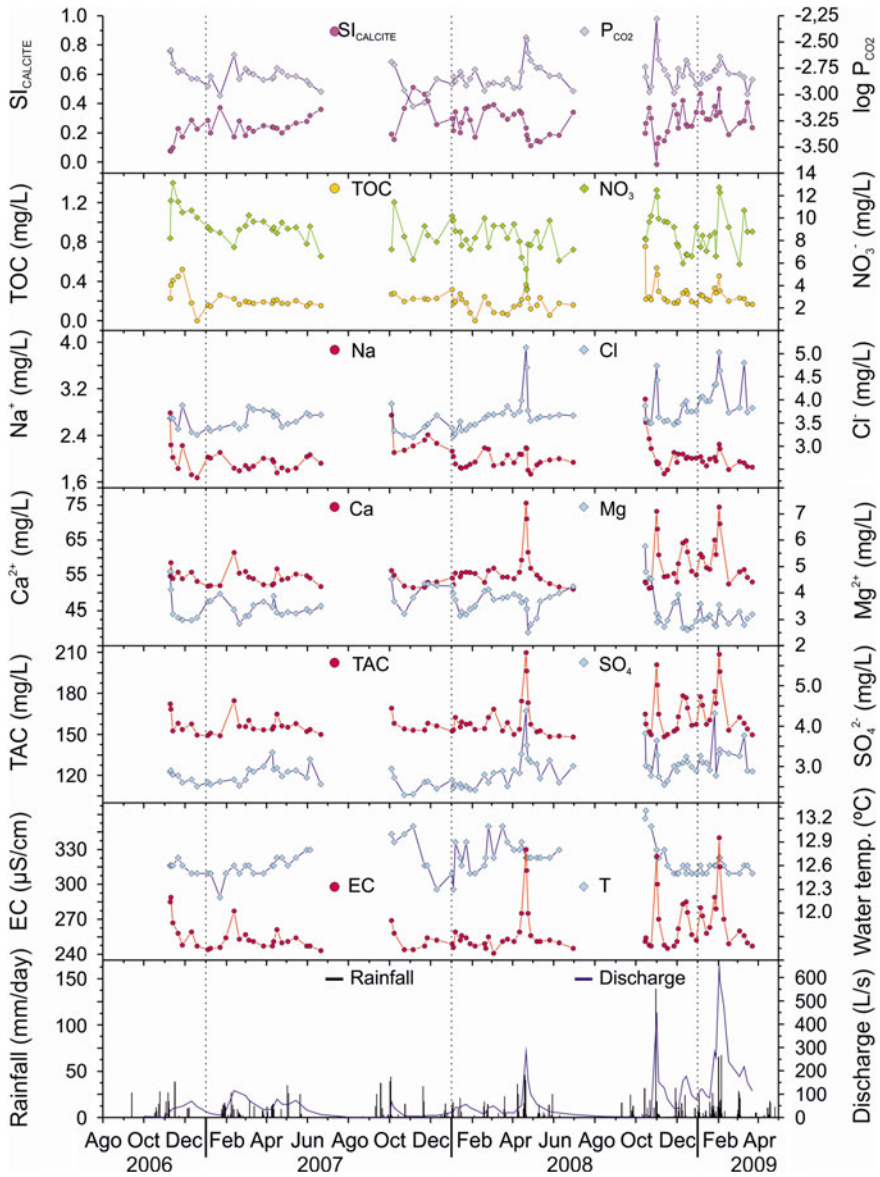 SI CALCITE P CO2
1.0 0.8 0.6 0.4 0.2 0.0
SI CALCITE
-2,25 -2.50 -2.75 -3.00 -3.25 -3.50
log P CO2
TOC NO3
1.2 0.8 0.4 0.0
TOC (mg/L)
14 12 10 8 6 4 2
NO3- (mg/L)
Na Cl
4.0 3.2 2.4 1.6
Na+ (mg/L)
5.0 4.5 4.0 3.5 3.0
Cl- (mg/L)
Ca Mg
75 65 55 45
Ca2+ (mg/L)
7 6 5 4 3 2
Mg2+ (mg/L)
TAC SO4
210 180 150 120
TAC (mg/L)
5.0 4.0 3.0
SO42- (mg/L)
EC T
330 300 270 240
EC (µS/cm)
13.2 12.9 12.6 12.3 12.0
Water temp. (ºC)
Rainfall Discharge
150 100 50 0
Rainfall (mm/day)
600 500 400 300 200 100 0
Discharge (L/s)
Ago Oct Dec Feb Apr Jun Ago Oct Dec Feb Apr Jun Ago Oct Dec Feb Apr
2006 2007 2008 2009